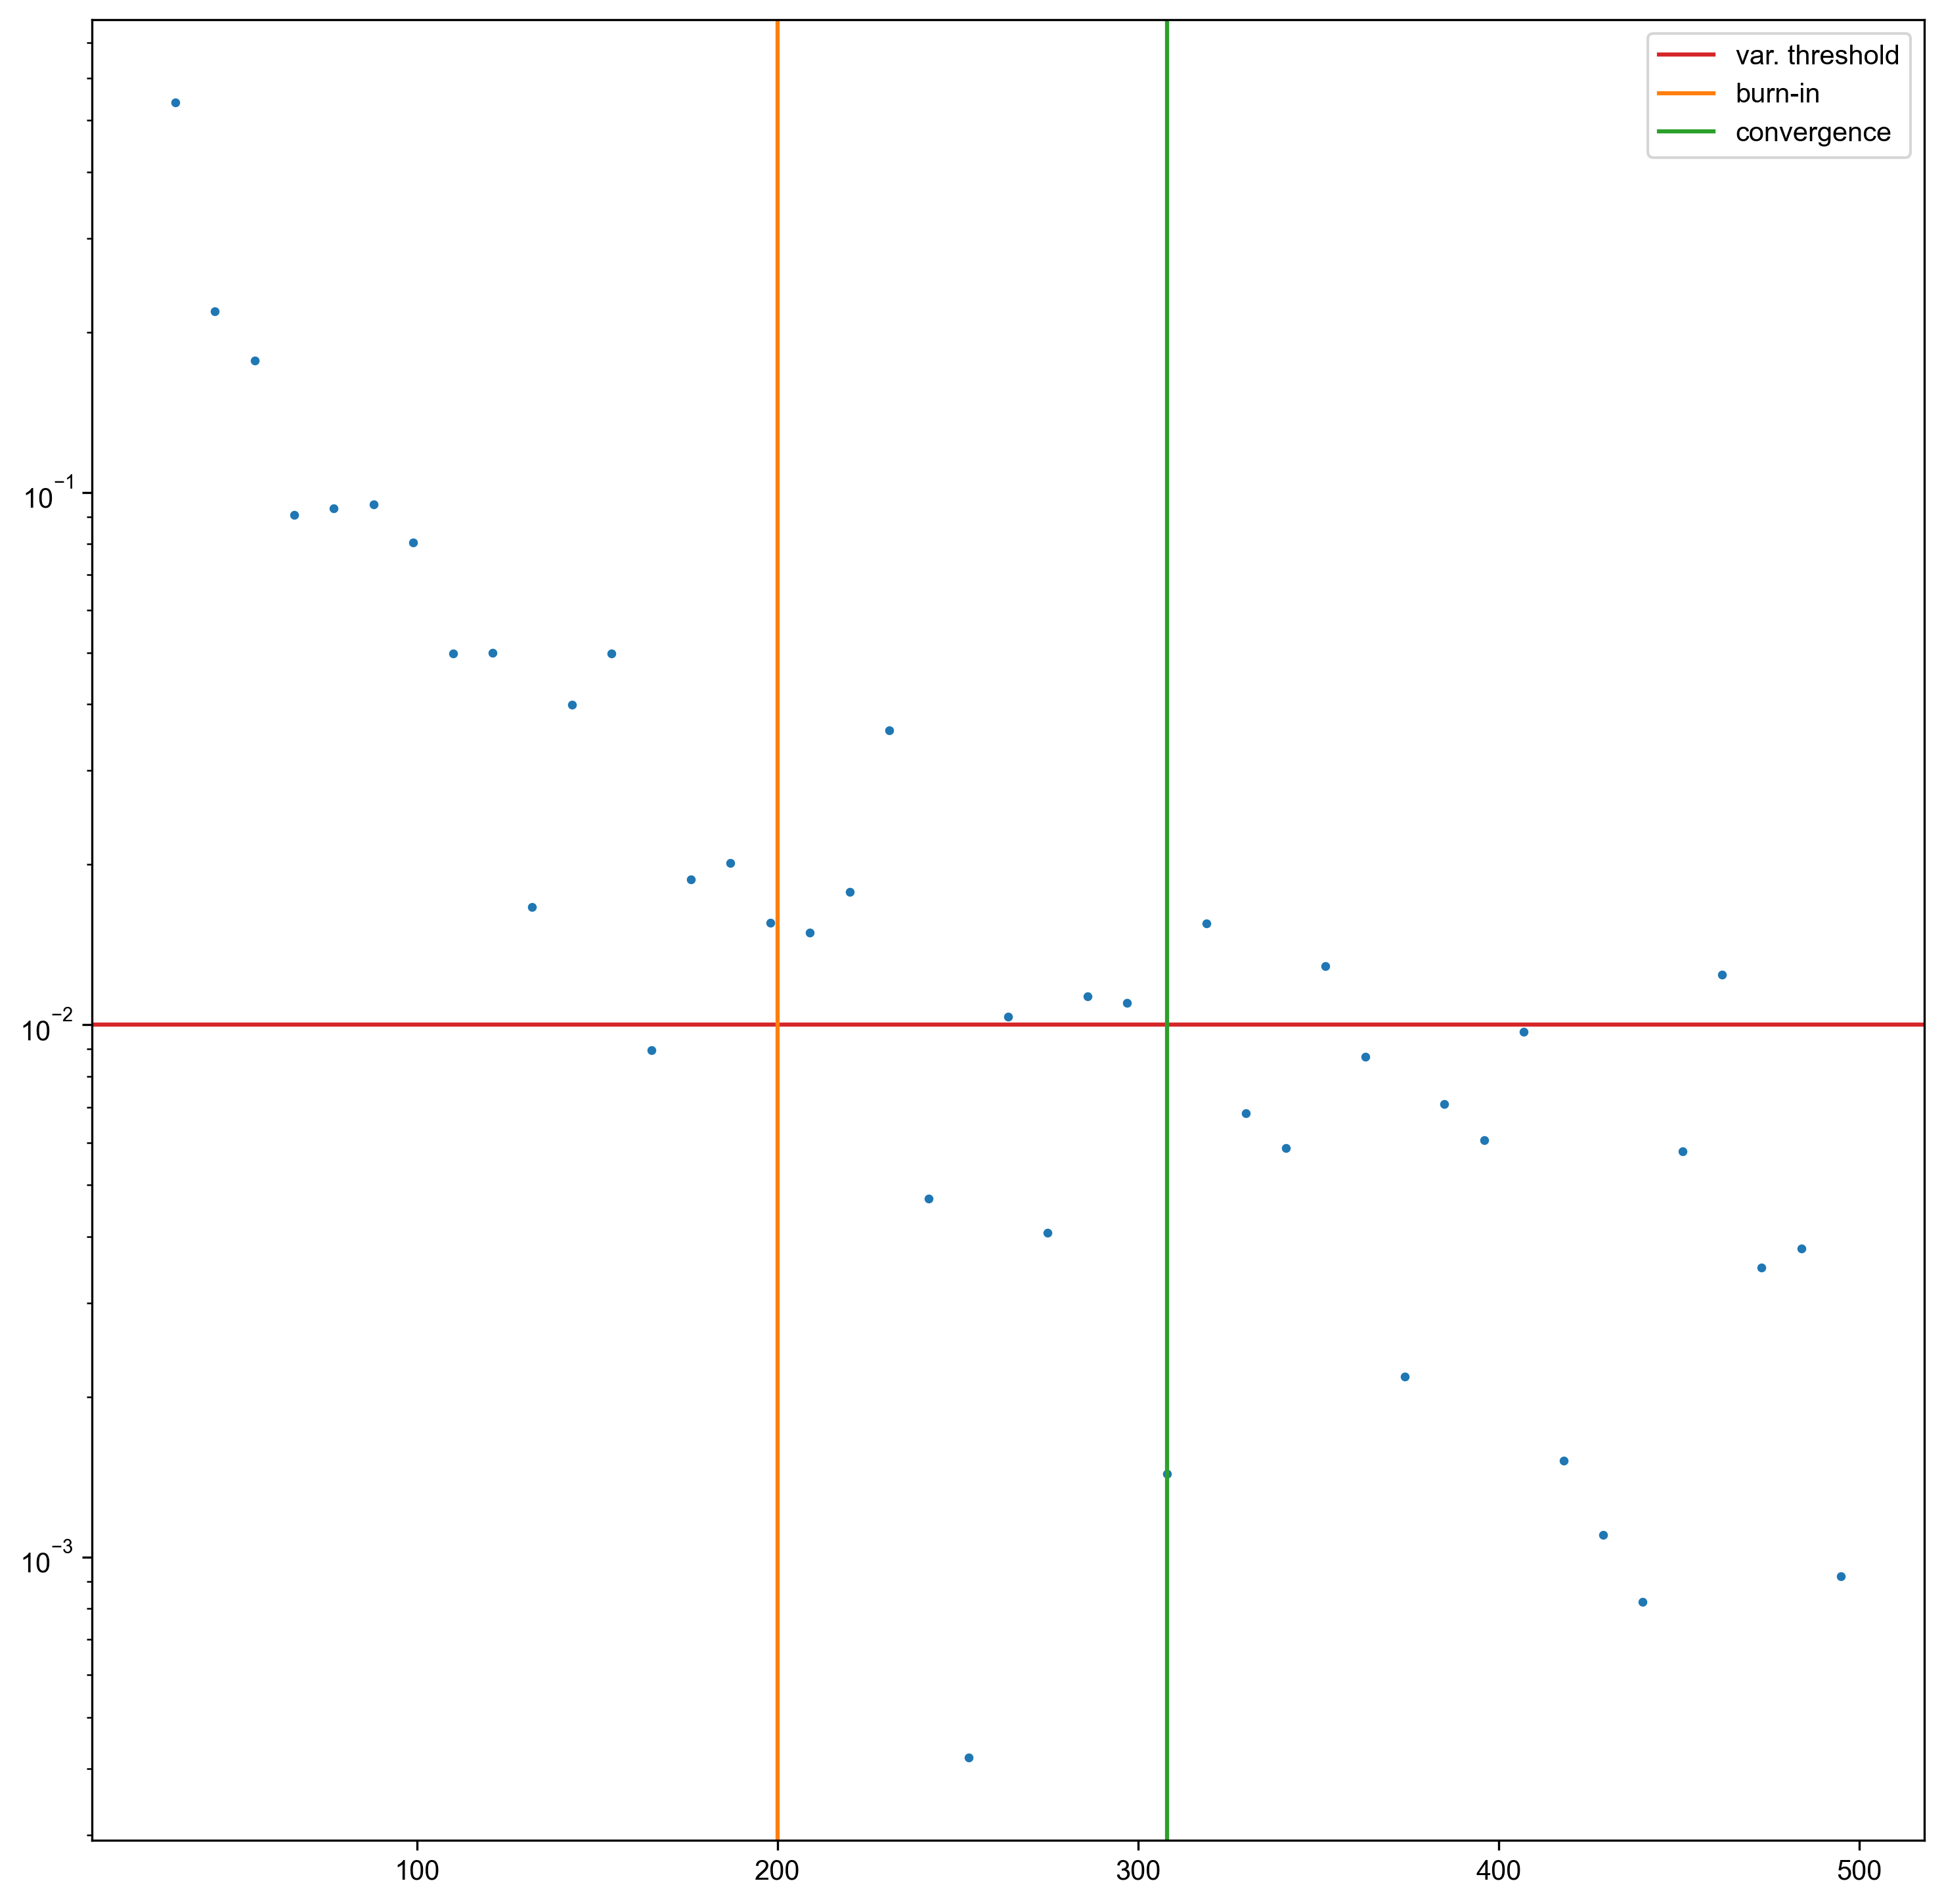 var. threshold
burn-in
convergence
10⁻¹
10⁻²
10⁻³
100 200 300 400 500